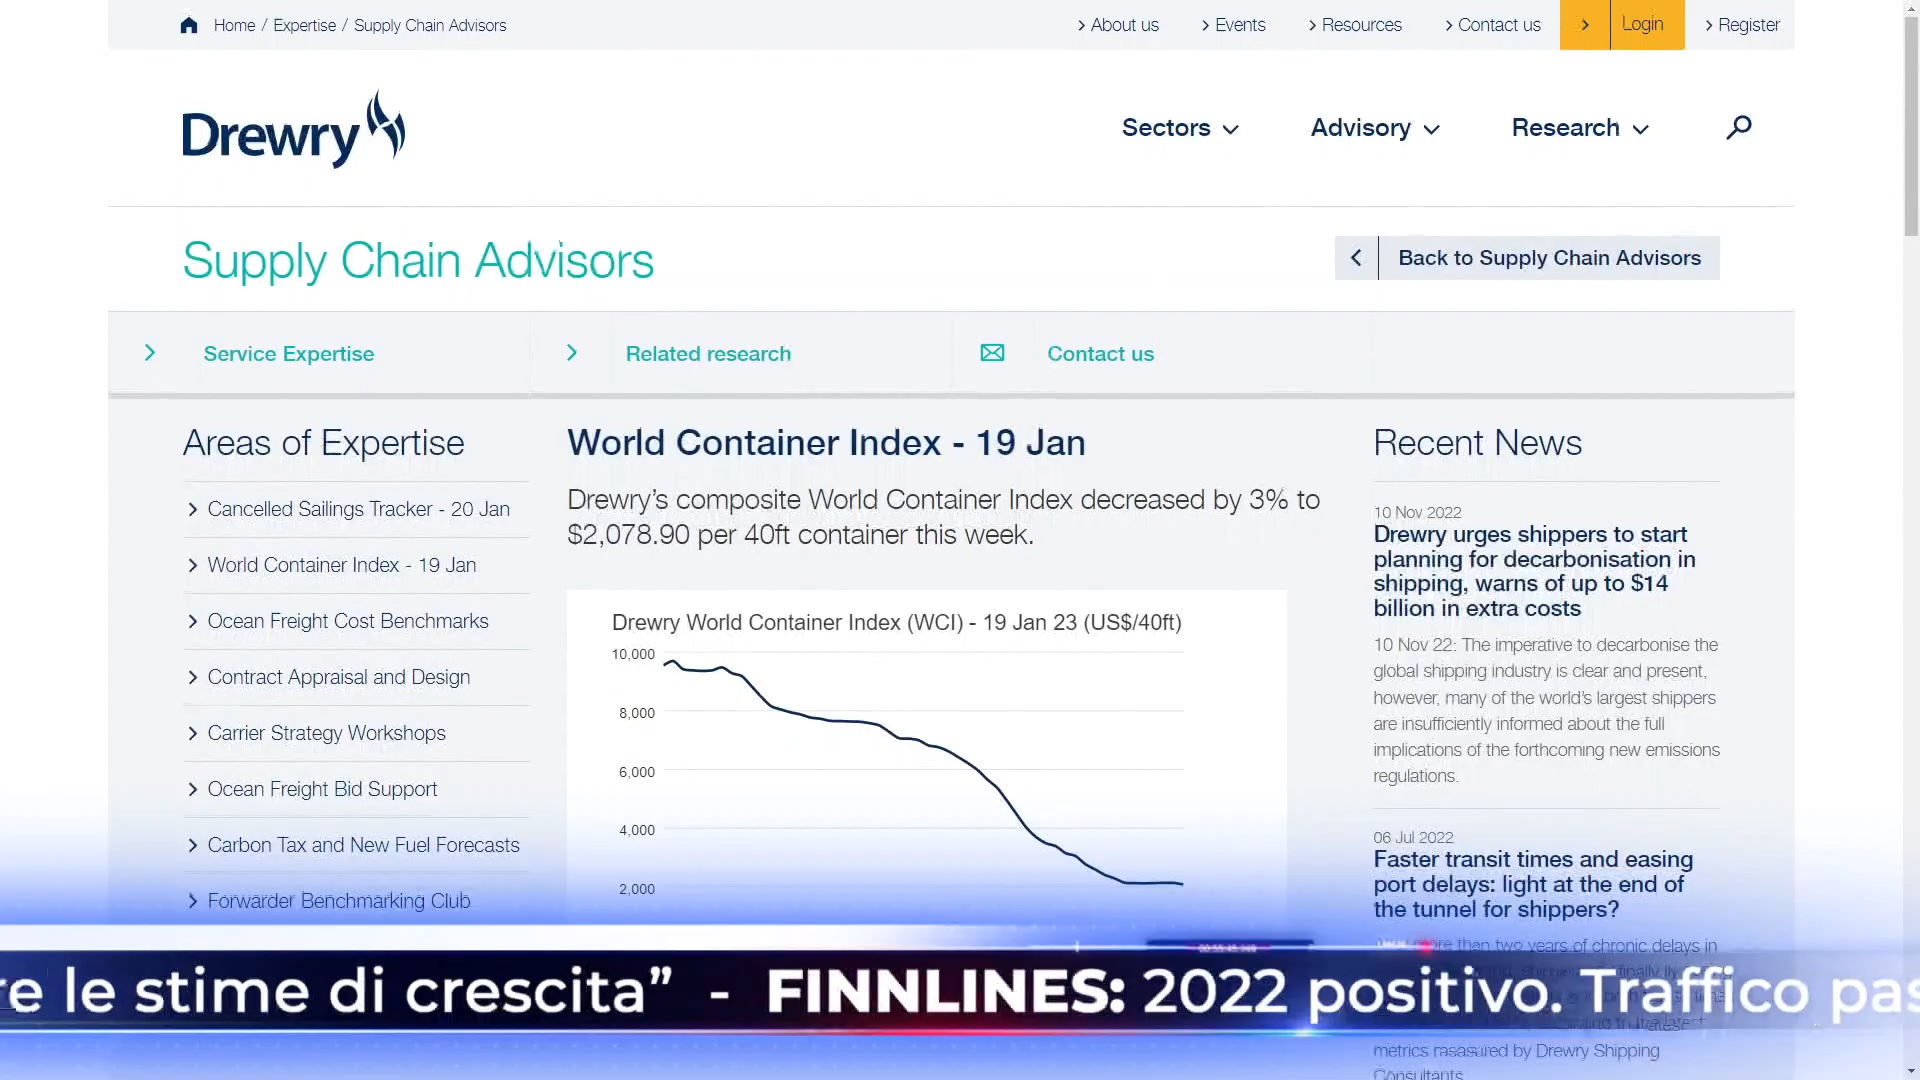 Home / Expertise / Supply Chain Advisors
About us
Events
Resources
Contact us
Login
Register
Drewry
Sectors
Advisory
Research
Supply Chain Advisors
Back to Supply Chain Advisors
Service Expertise
Related research
Contact us
Areas of Expertise
Cancelled Sailings Tracker - 20 Jan
World Container Index - 19 Jan
Ocean Freight Cost Benchmarks
Contract Appraisal and Design
Carrier Strategy Workshops
Ocean Freight Bid Support
Carbon Tax and New Fuel Forecasts
Forwarder Benchmarking Club
World Container Index - 19 Jan
Drewry's composite World Container Index decreased by 3% to
$2,078.90 per 40ft container this week.
Drewry World Container Index (WCI) - 19 Jan 23 (US$/40ft)
10,000
8,000
6,000
4,000
2,000
Recent News
10 Nov 2022
Drewry urges shippers to start
planning for decarbonisation in
shipping, warns of up to $14
billion in extra costs
10 Nov 22: The imperative to decarbonise the
global shipping industry is clear and present,
however, many of the world's largest shippers
are insufficiently informed about the full
implications of the forthcoming new emissions
regulations.
06 Jul 2022
Faster transit times and easing
port delays: light at the end of
the tunnel for shippers?
more than two years of chronic delays in
metrics measured by Drewry Shipping
Consultants
re le stime di crescita” - FINNLINES: 2022 positivo. Traffico pas